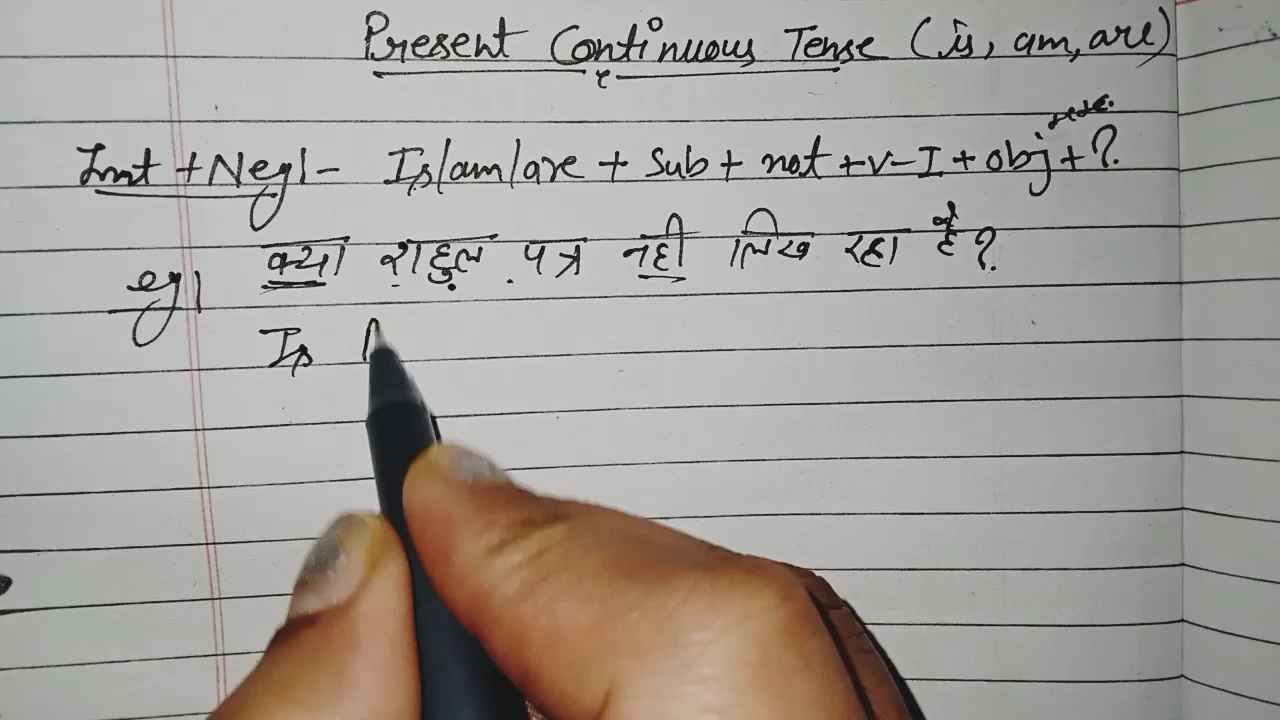 Present Continuous Tense (is, am, are)
Int + Neg|- Is/am/are + Sub + not + v-I + obj + ?
eg| क्या राहुल पत्र नही लिख रहा है?
Is